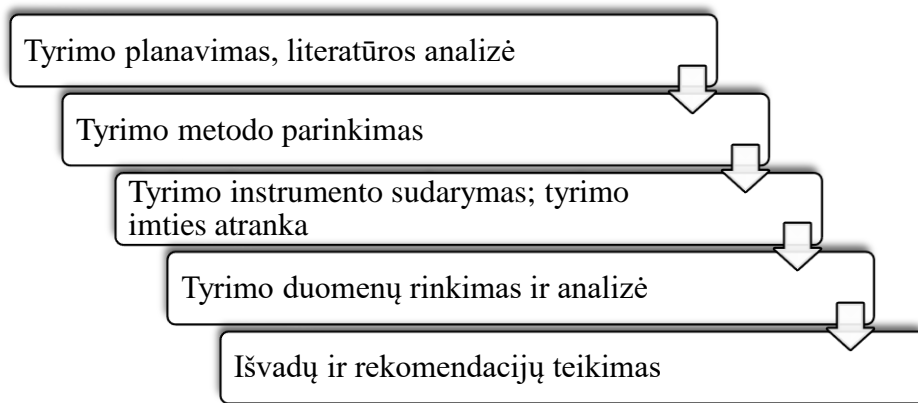 Tyrimo planavimas, literatūros analizė
Tyrimo metodo parinkimas
Tyrimo instrumento sudarymas; tyrimo
imties atranka
Tyrimo duomenų rinkimas ir analizė
Išvadų ir rekomendacijų teikimas